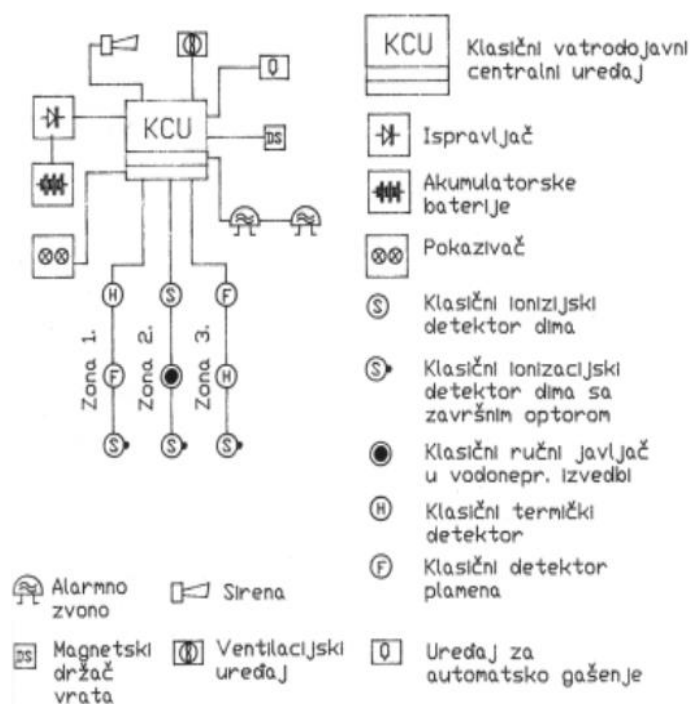 KCU
Q
DS
H
S
F
Zona 1.
Zona 2.
Zona 3.
F
H
S
S
S
KCU
Klasični vatrodojavni
centralni uređaj
Ispravljač
Akumulatorske
baterije
Pokazivač
S
Klasični ionizijski
detektor dima
S
Klasični ionizacijski
detektor dima sa
završnim optorom
Klasični ručni javljač
u vodonepr. izvedbi
H
Klasični termički
detektor
F
Klasični detektor
plamena
Alarmno
zvono
Sirena
DS
Magnetski
držač
vrata
Ventilacijski
uređaj
Q
Uređaj za
automatsko gašenje